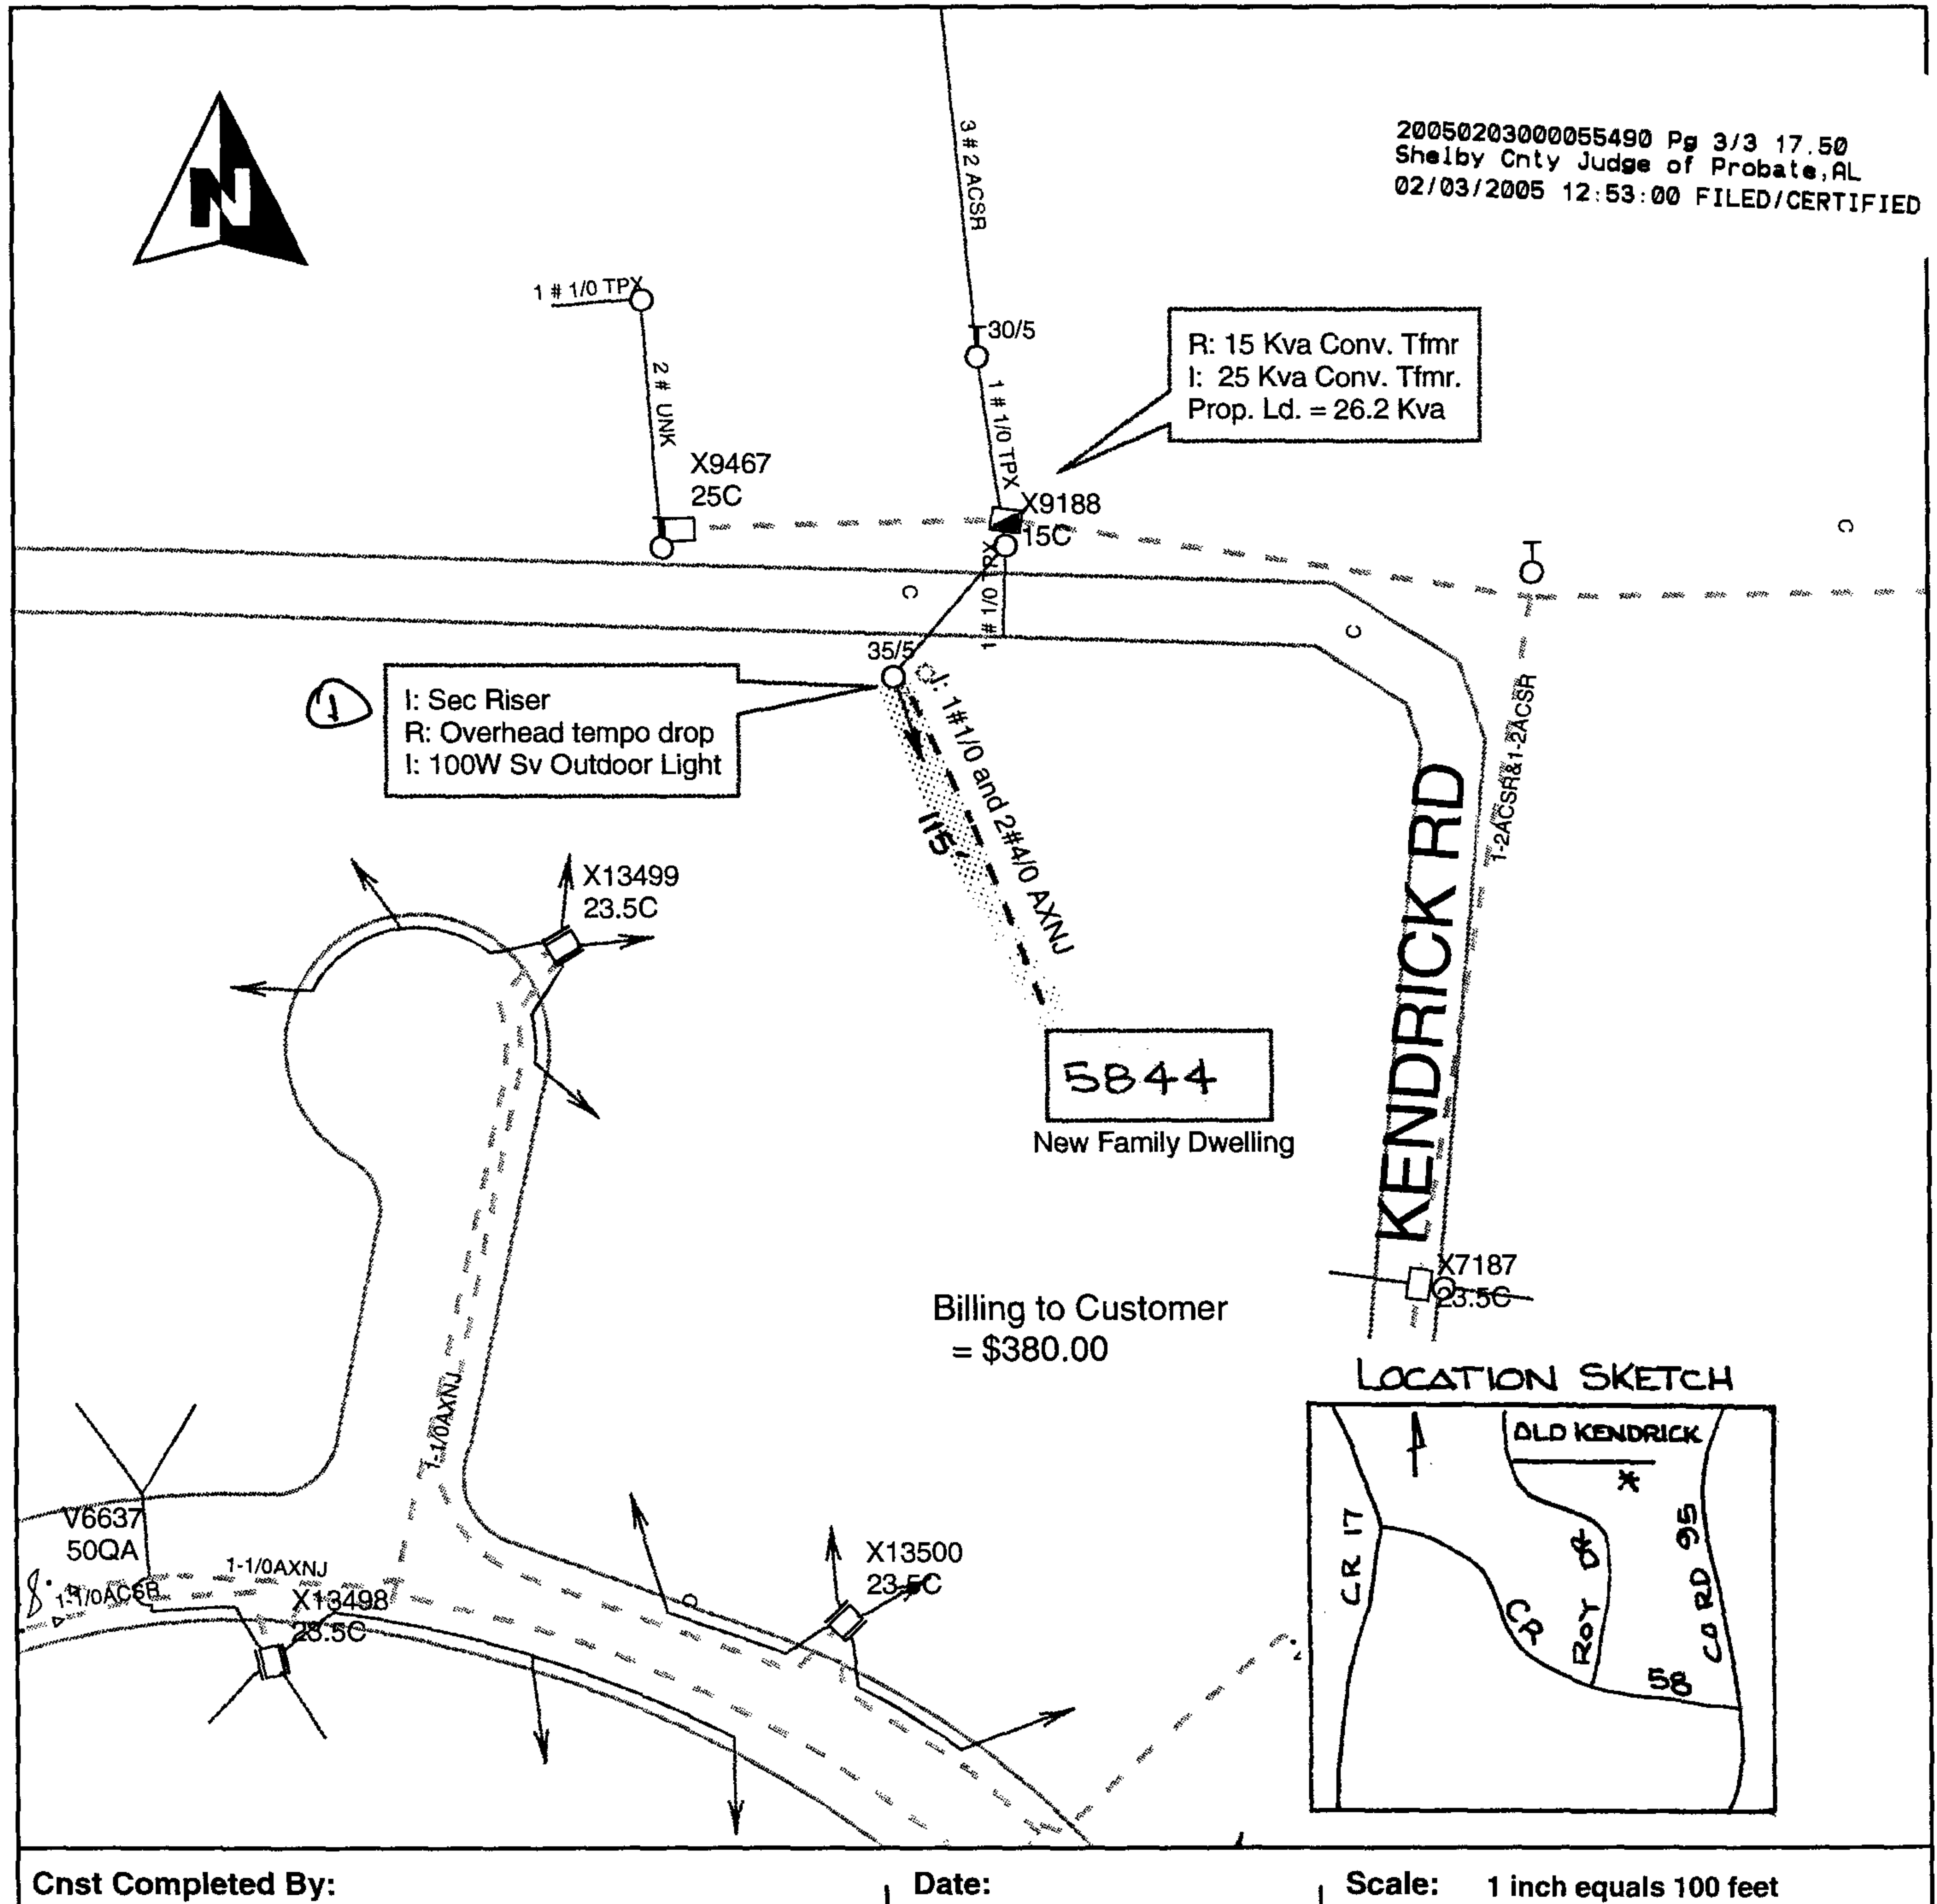 20050203000055490 Pg 3/3 17.50
Shelby Cnty Judge of Probate,AL
02/03/2005 12:53:00 FILED/CERTIFIED
N
3 # 2 ACSR
1 # 1/0 TPX
30/5
R: 15 Kva Conv. Tfmr
I: 25 Kva Conv. Tfmr.
Prop. Ld. = 26.2 Kva
2 # UNK
1 # 1/0 TPX
X9467
25C
X9188
15C
C
1 # 1/0 TPX
C
C
35/5
1
I: Sec Riser
R: Overhead tempo drop
I: 100W Sv Outdoor Light
I: 1#1/0 and 2#4/0 AXNJ
115'
1-2ACSR&1-2ACSR
KENDRICK RD
X13499
23.5C
5844
New Family Dwelling
X7187
23.5C
Billing to Customer
= $380.00
1-1/0AXNJ
LOCATION SKETCH
OLD KENDRICK
CR 17
ROY DR
CO RD 95
CR
58
V6637
50QA
1-1/0AXNJ
1-1/0ACSR
X13498
23.5C
X13500
23.5C
C
Cnst Completed By:
Date:
Scale: 1 inch equals 100 feet